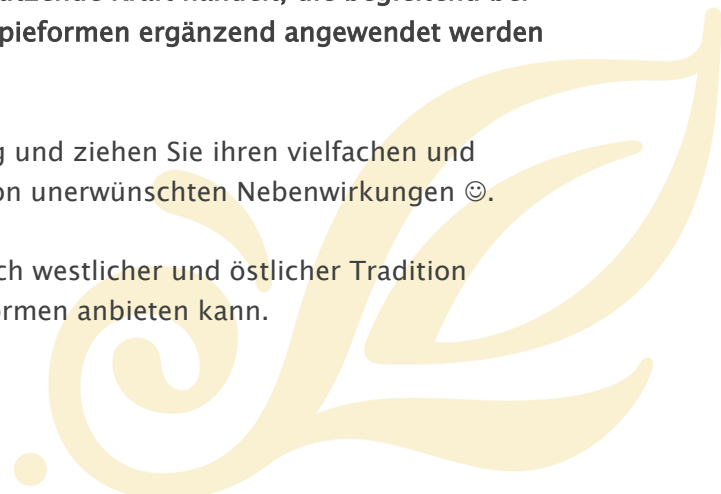 pieformen ergänzend angewendet werden
und ziehen Sie ihren vielfachen und
on unerwünschten Nebenwirkungen ☺.
ch westlicher und östlicher Tradition
ormen anbieten kann.